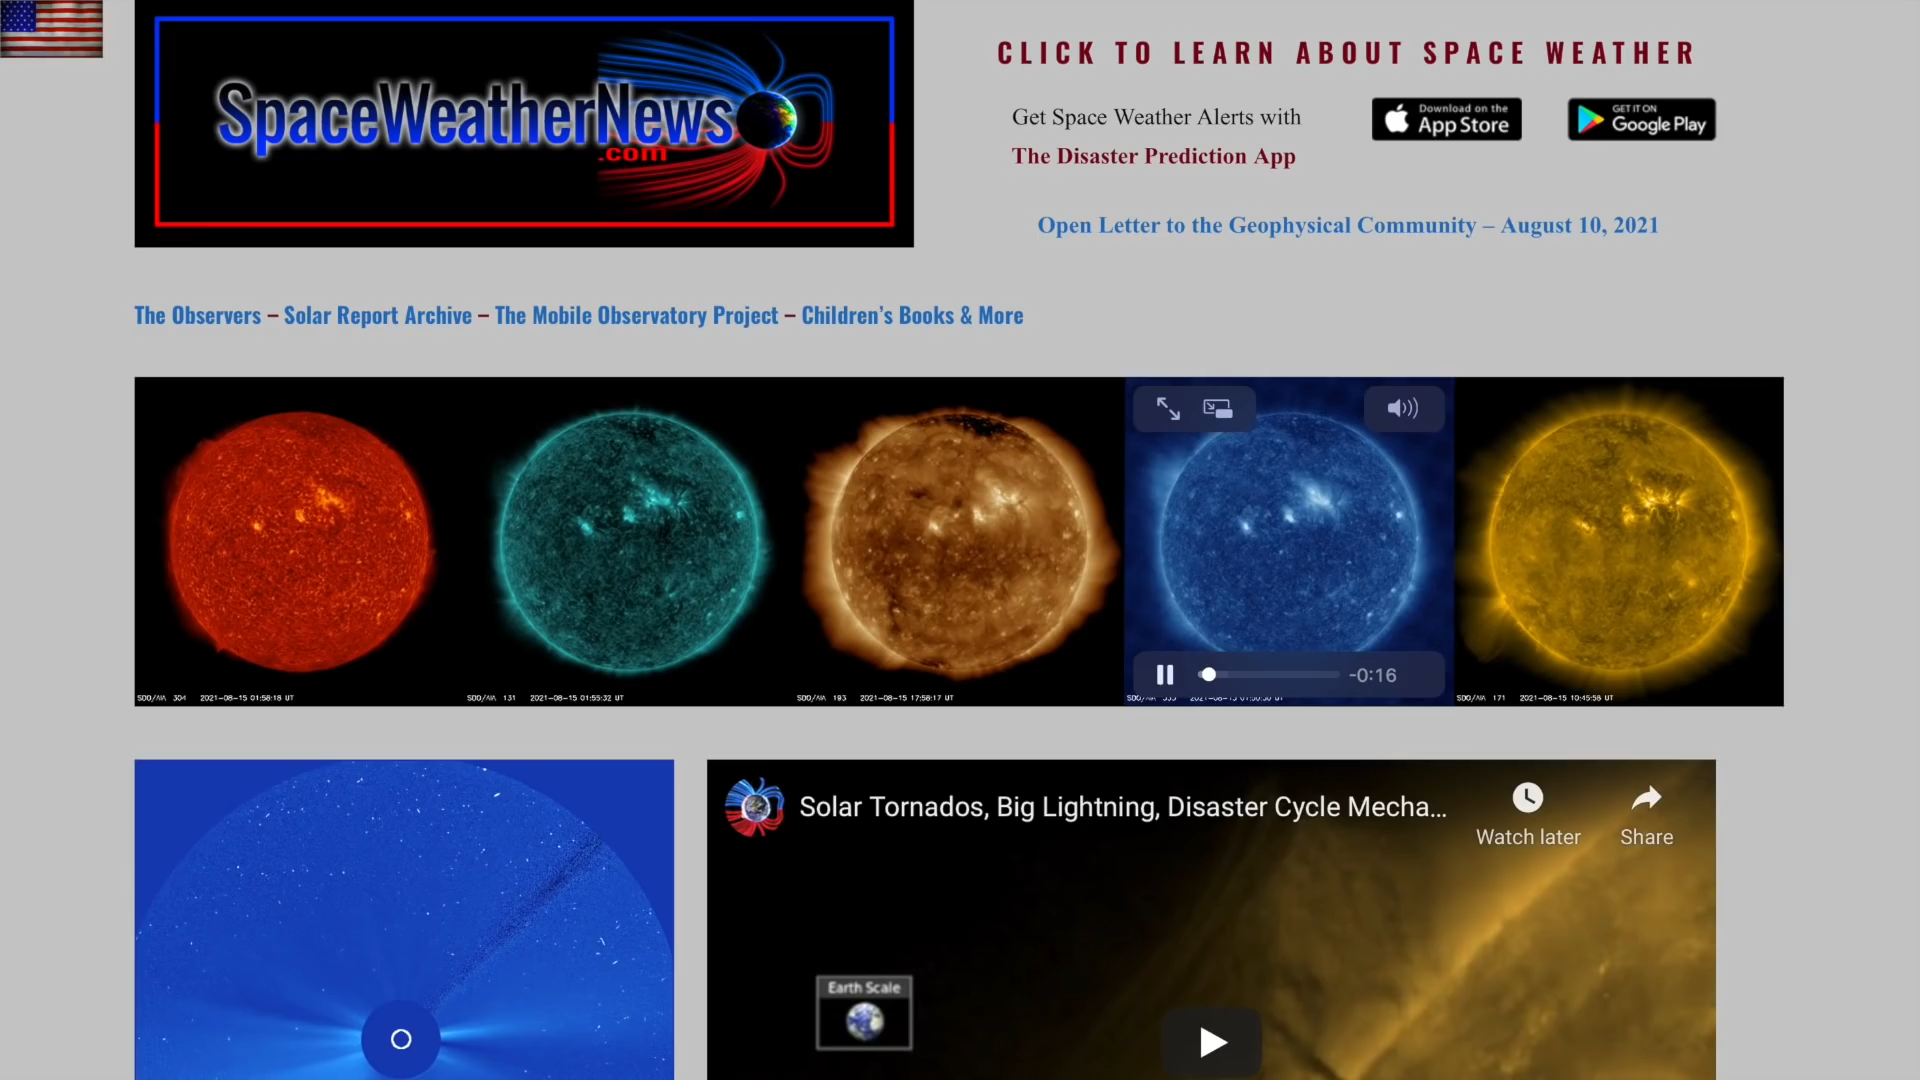 SpaceWeatherNews
.com
CLICK TO LEARN ABOUT SPACE WEATHER
Get Space Weather Alerts with
The Disaster Prediction App
Download on the
App Store
GET IT ON
Google Play
Open Letter to the Geophysical Community – August 10, 2021
The Observers – Solar Report Archive – The Mobile Observatory Project – Children's Books & More
-0:16
SDO/AIA 304 2021-08-15 01:58:18 UT
SDO/AIA 131 2021-08-15 01:55:32 UT
SDO/AIA 193 2021-08-15 17:58:17 UT
SDO/AIA 171 2021-08-15 10:45:58 UT
Solar Tornados, Big Lightning, Disaster Cycle Mecha...
Watch later
Share
Earth Scale